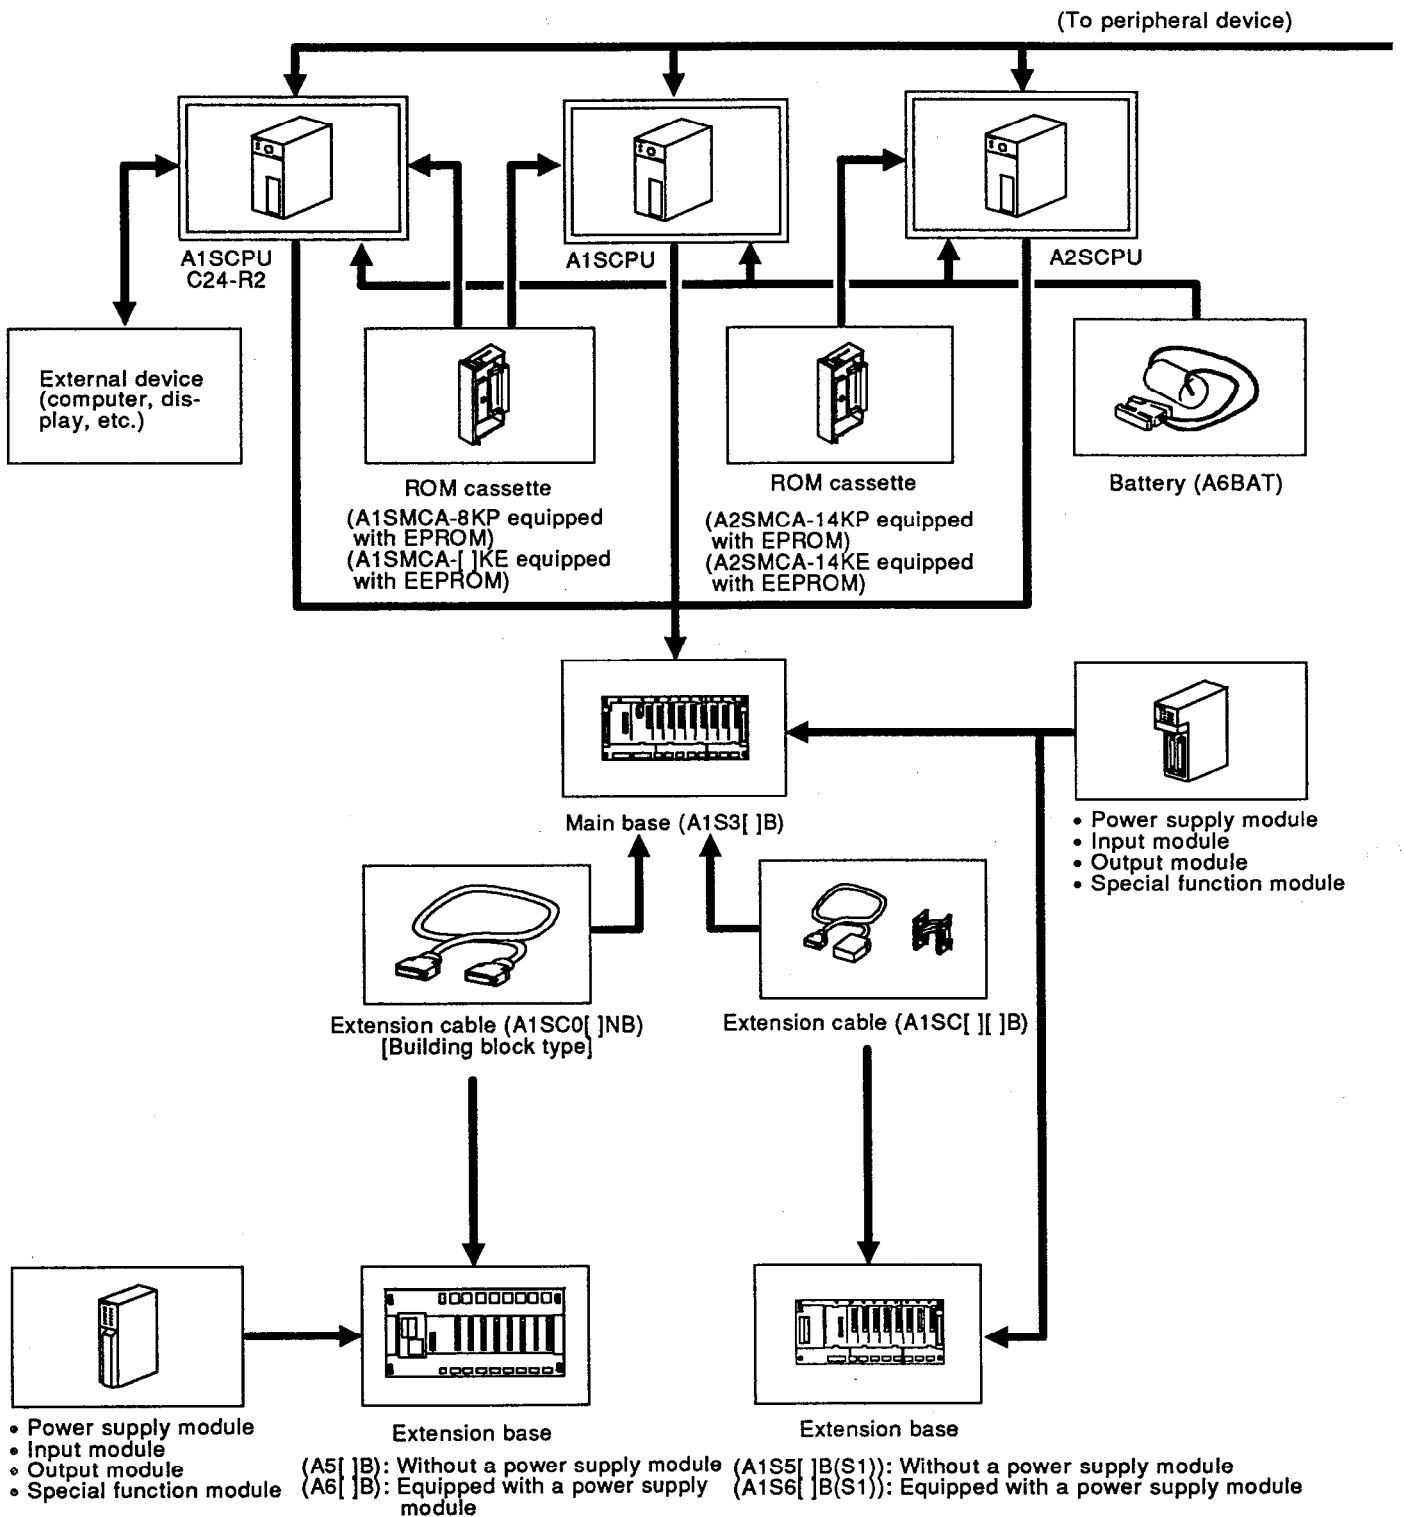 (To peripheral device)
A1SCPU
C24-R2
A1SCPU
A2SCPU
External device
(computer, dis-
play, etc.)
ROM cassette
(A1SMCA-8KP equipped
with EPROM)
(A1SMCA-[ ]KE equipped
with EEPROM)
ROM cassette
(A2SMCA-14KP equipped
with EPROM)
(A2SMCA-14KE equipped
with EEPROM)
Battery (A6BAT)
Main base (A1S3[ ]B)
• Power supply module
• Input module
• Output module
• Special function module
Extension cable (A1SC0[ ]NB)
[Building block type]
Extension cable (A1SC[ ][ ]B)
• Power supply module
• Input module
• Output module
• Special function module
Extension base
(A5[ ]B): Without a power supply module
(A6[ ]B): Equipped with a power supply
module
Extension base
(A1S5[ ]B(S1)): Without a power supply module
(A1S6[ ]B(S1)): Equipped with a power supply module